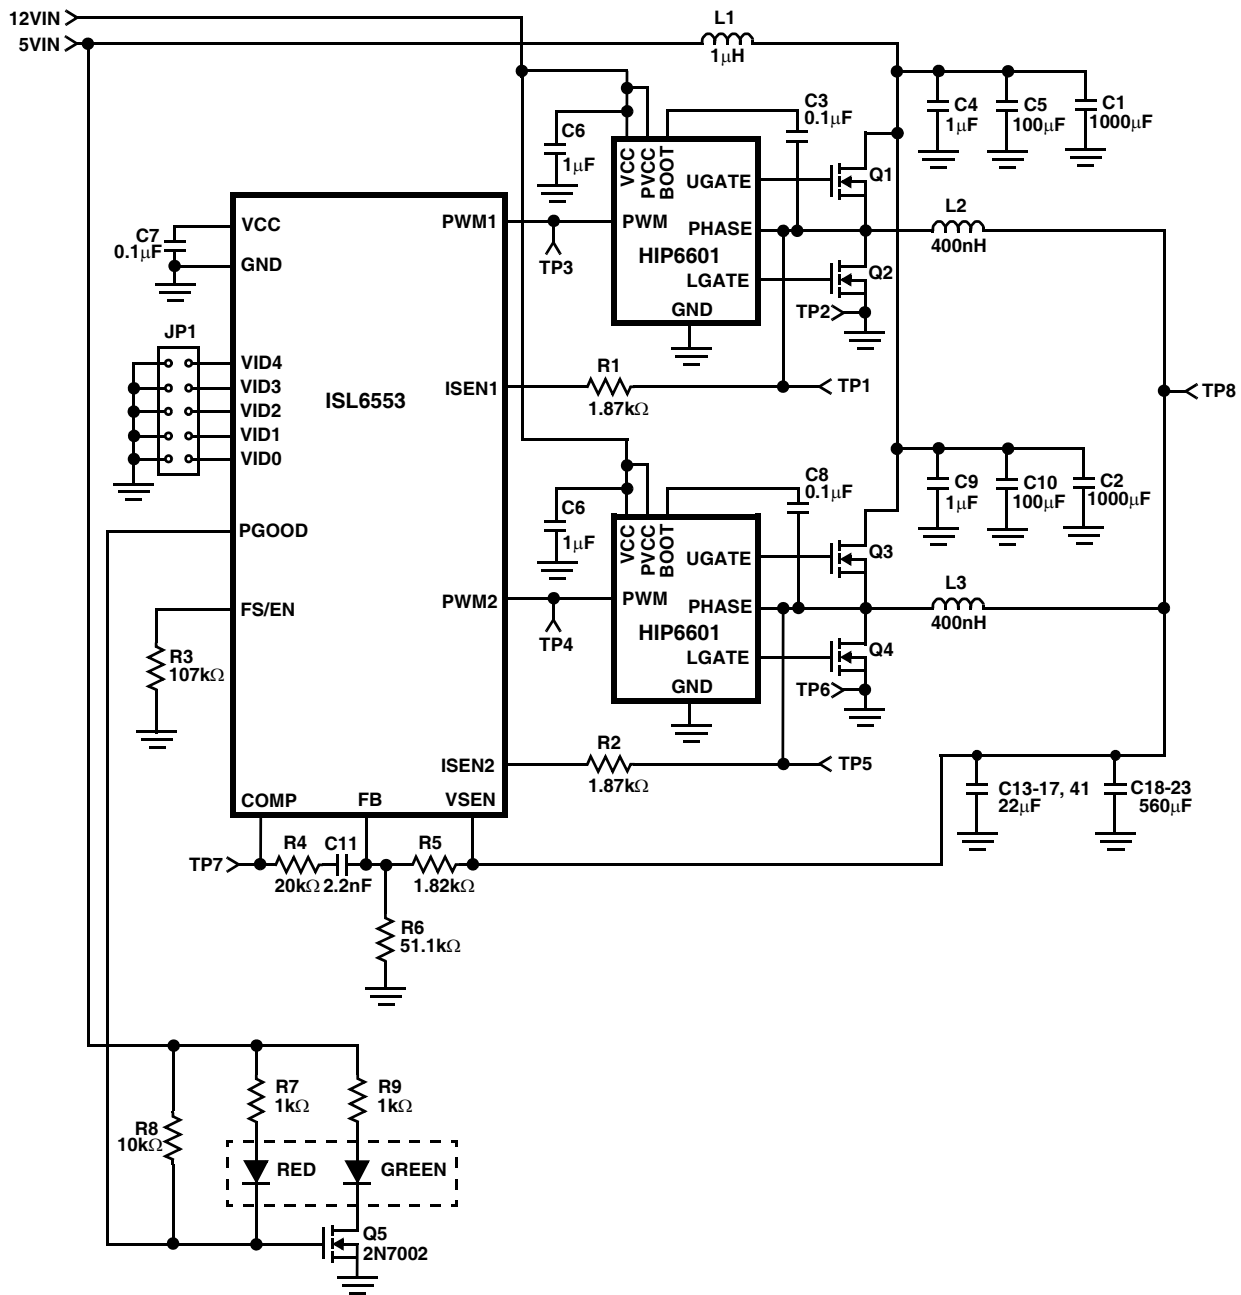 12VIN
5VIN
L1
1μH
C3
0.1μF
C4
1μF
C5
100μF
C1
1000μF
C6
1μF
VCC
PVCC
BOOT
UGATE
Q1
PWM
PHASE
HIP6601
LGATE
GND
L2
400nH
Q2
TP2
VCC
PWM1
C7
0.1μF
GND
TP3
JP1
VID4
VID3
VID2
VID1
VID0
ISL6553
ISEN1
R1
1.87kΩ
TP1
TP8
C8
0.1μF
C9
1μF
C10
100μF
C2
1000μF
C6
1μF
VCC
PVCC
BOOT
UGATE
Q3
PGOOD
FS/EN
PWM2
TP4
PWM
PHASE
HIP6601
LGATE
GND
L3
400nH
Q4
TP6
R3
107kΩ
ISEN2
R2
1.87kΩ
TP5
COMP
FB
VSEN
C13-17, 41
22μF
C18-23
560μF
TP7
R4
20kΩ
C11
2.2nF
R5
1.82kΩ
R6
51.1kΩ
R7
1kΩ
R9
1kΩ
R8
10kΩ
RED
GREEN
Q5
2N7002